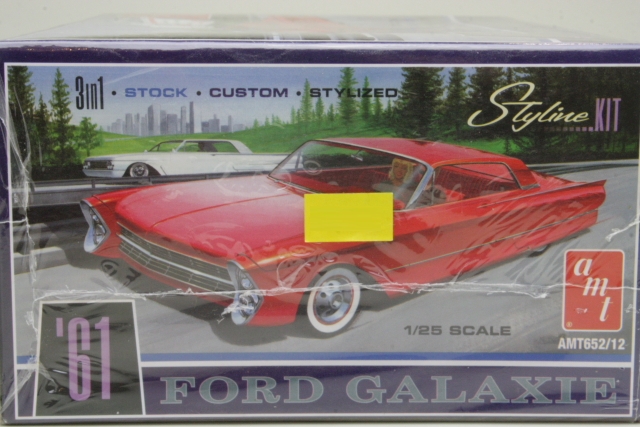 3in1 • STOCK • CUSTOM • STYLIZED
Styline KIT
amt
1/25 SCALE
AMT652/12
'61
FORD GALAXIE